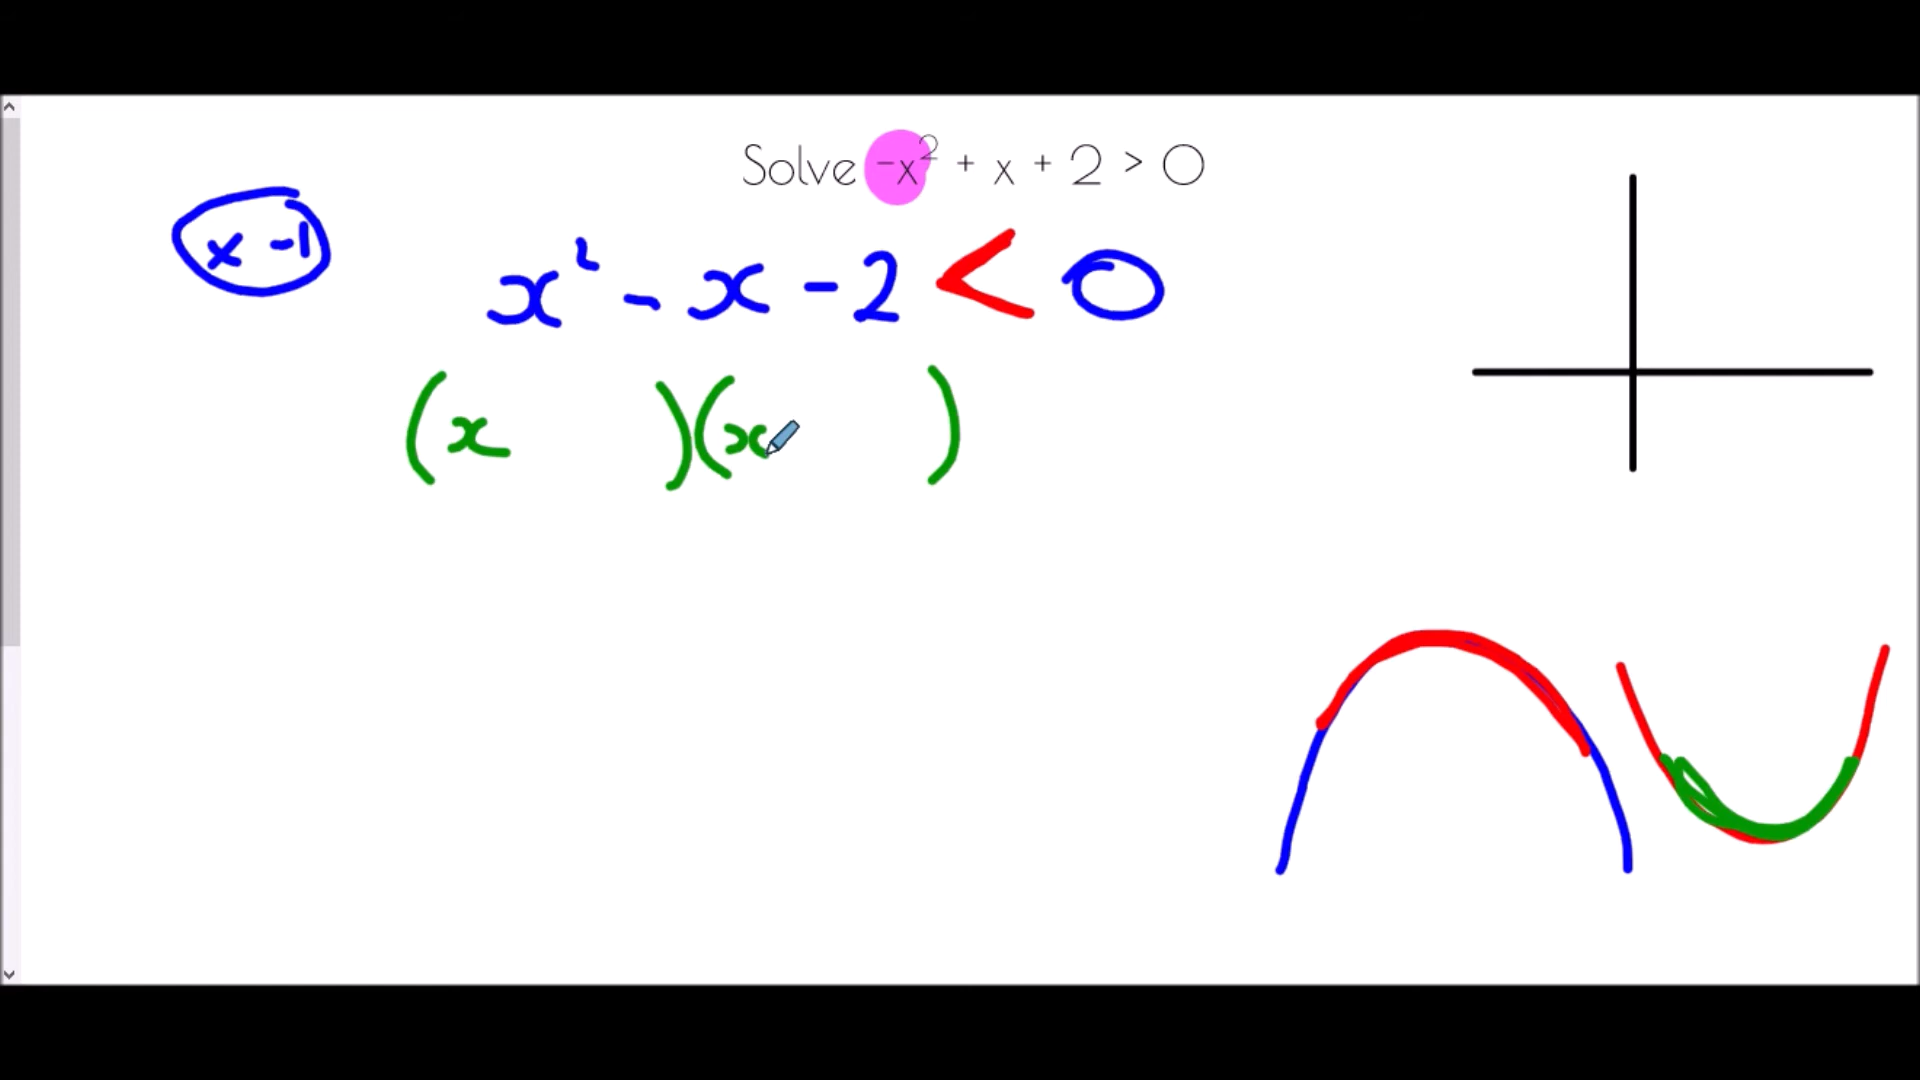 Solve -x² + x + 2 > 0
x -1
x² - x - 2 < 0
(x )(x )